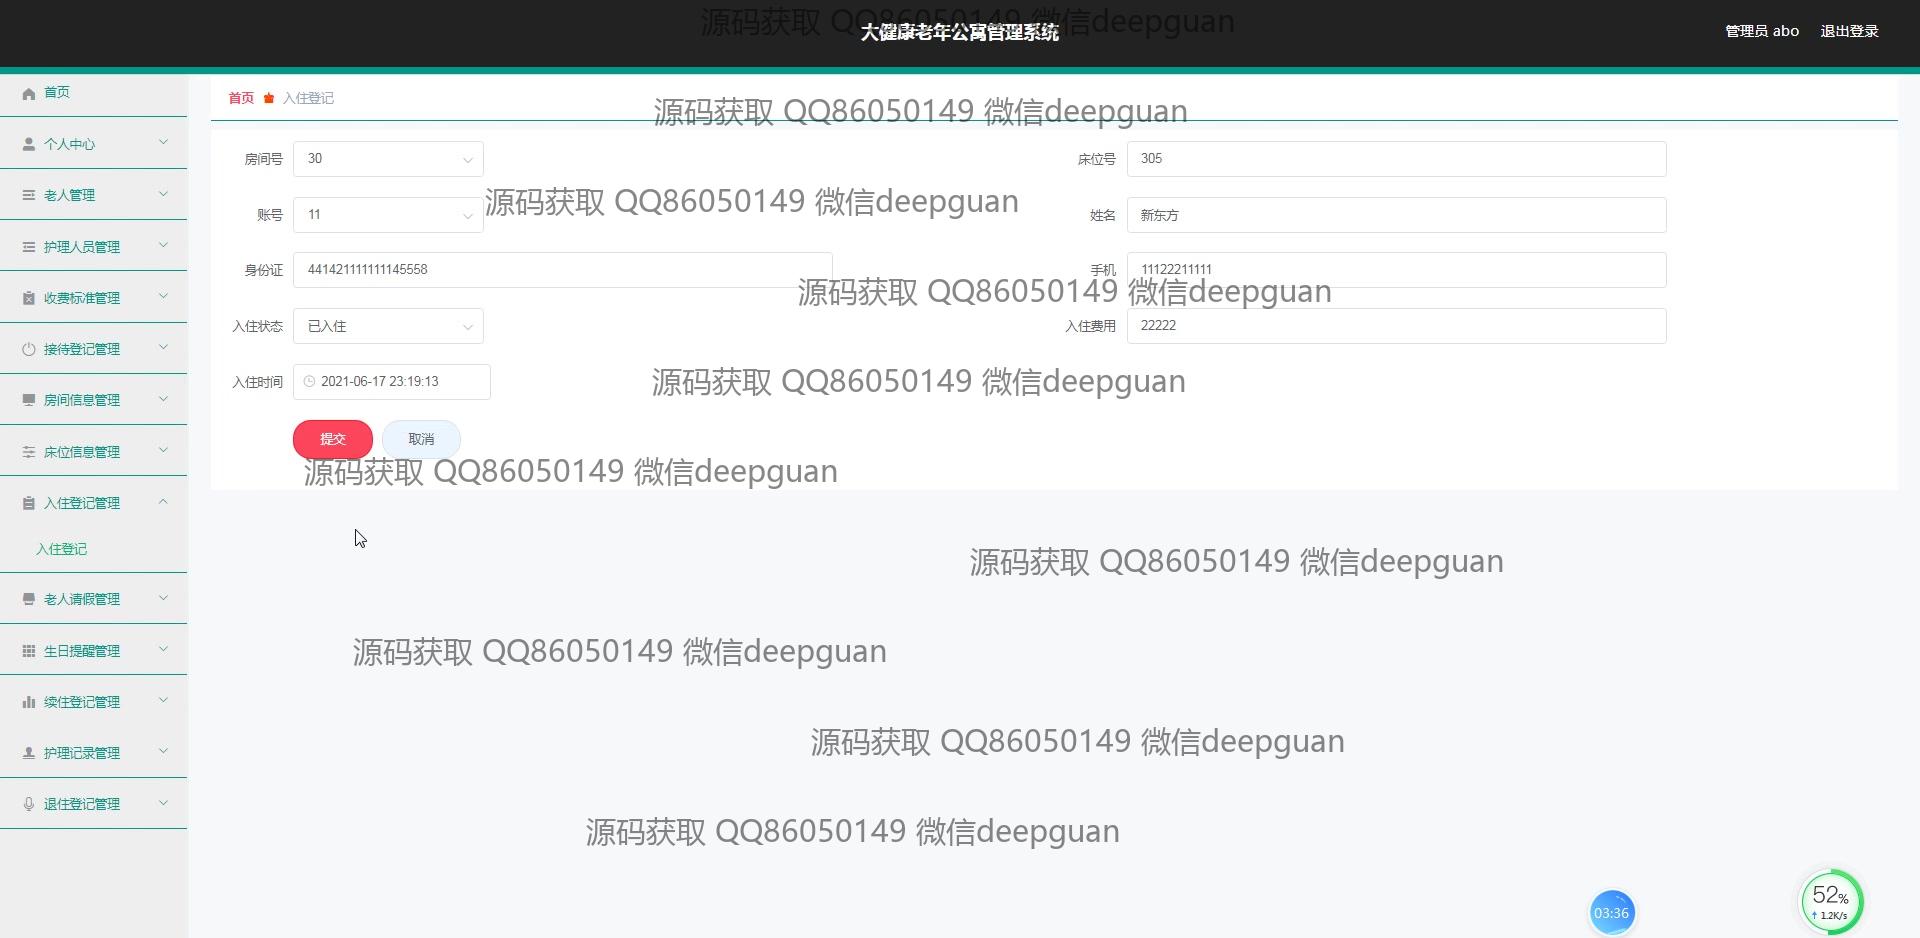 源码获取 QQ86050149 微信deepguan
大健康老年公寓管理系统
管理员 abo 退出登录
首页
个人中心
老人管理
护理人员管理
收费标准管理
接待登记管理
房间信息管理
床位信息管理
入住登记管理
入住登记
老人请假管理
生日提醒管理
续住登记管理
护理记录管理
退住登记管理
首页 入住登记
源码获取 QQ86050149 微信deepguan
房间号 30 床位号 305
源码获取 QQ86050149 微信deepguan
账号 11 姓名 新东方
身份证 441421111111145558 手机 11122211111
源码获取 QQ86050149 微信deepguan
入住状态 已入住 入住费用 22222
入住时间 2021-06-17 23:19:13
源码获取 QQ86050149 微信deepguan
提交 取消
源码获取 QQ86050149 微信deepguan
源码获取 QQ86050149 微信deepguan
源码获取 QQ86050149 微信deepguan
源码获取 QQ86050149 微信deepguan
源码获取 QQ86050149 微信deepguan
03:36
52%
1.2K/s